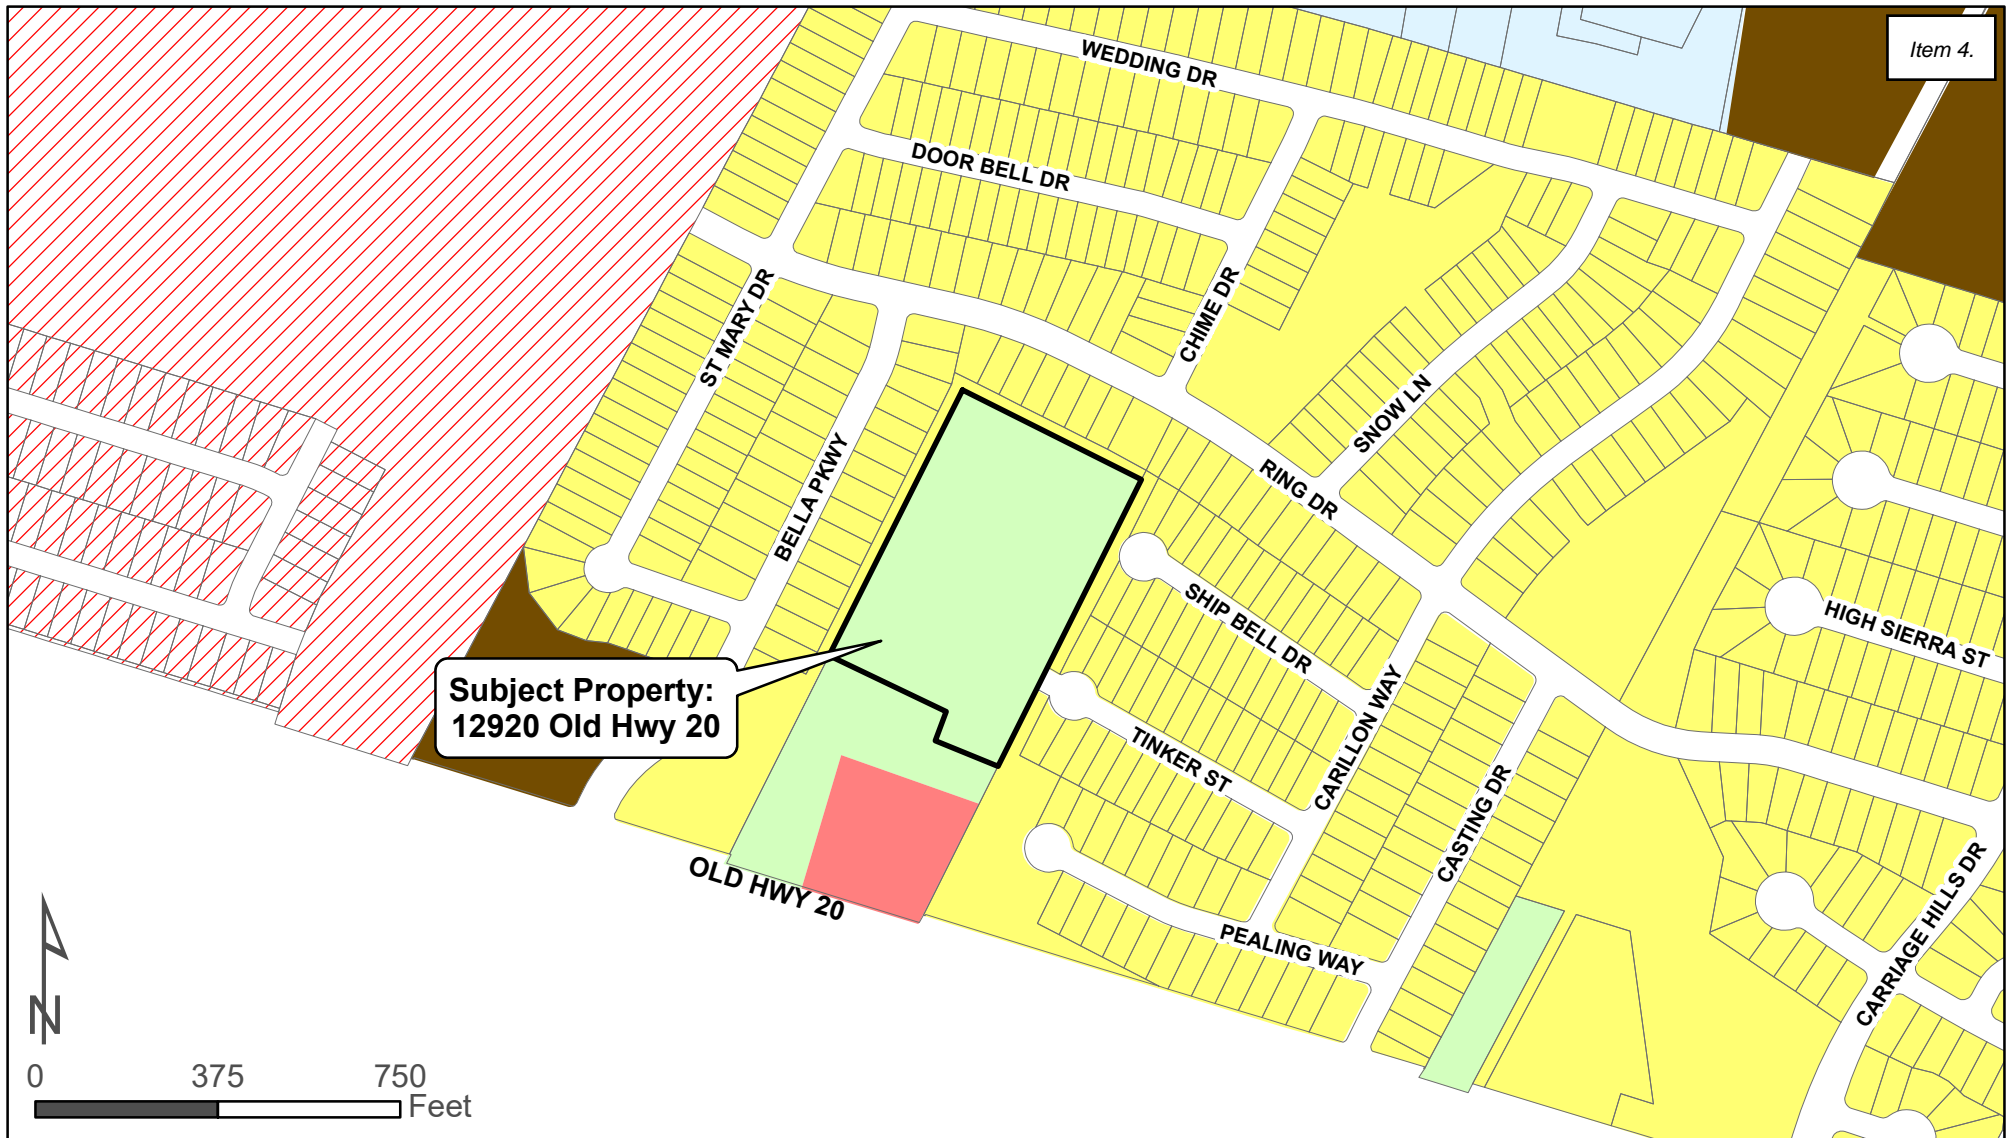 Item 4.
WEDDING DR
DOOR BELL DR
CHIME DR
ST MARY DR
SNOW LN
BELLA PKWY
RING DR
SHIP BELL DR
HIGH SIERRA ST
Subject Property:
12920 Old Hwy 20
CARILLON WAY
TINKER ST
CASTING DR
OLD HWY 20
CARRIAGE HILLS DR
PEALING WAY
N
0 375 750
Feet